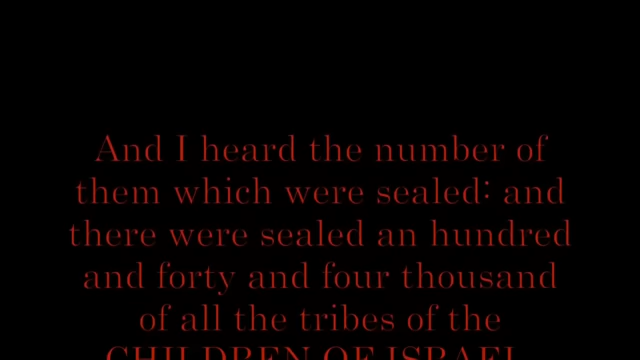 And I heard the number of
them which were sealed: and
there were sealed an hundred
and forty and four thousand
of all the tribes of the
CHILDREN OF ISRAEL